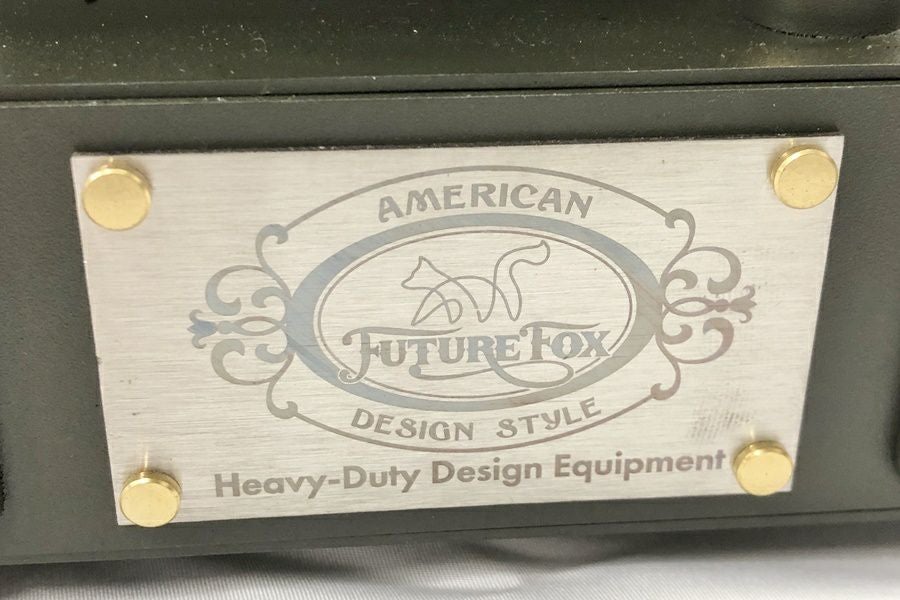 AMERICAN
FUTURE FOX
DESIGN STYLE
Heavy-Duty Design Equipment